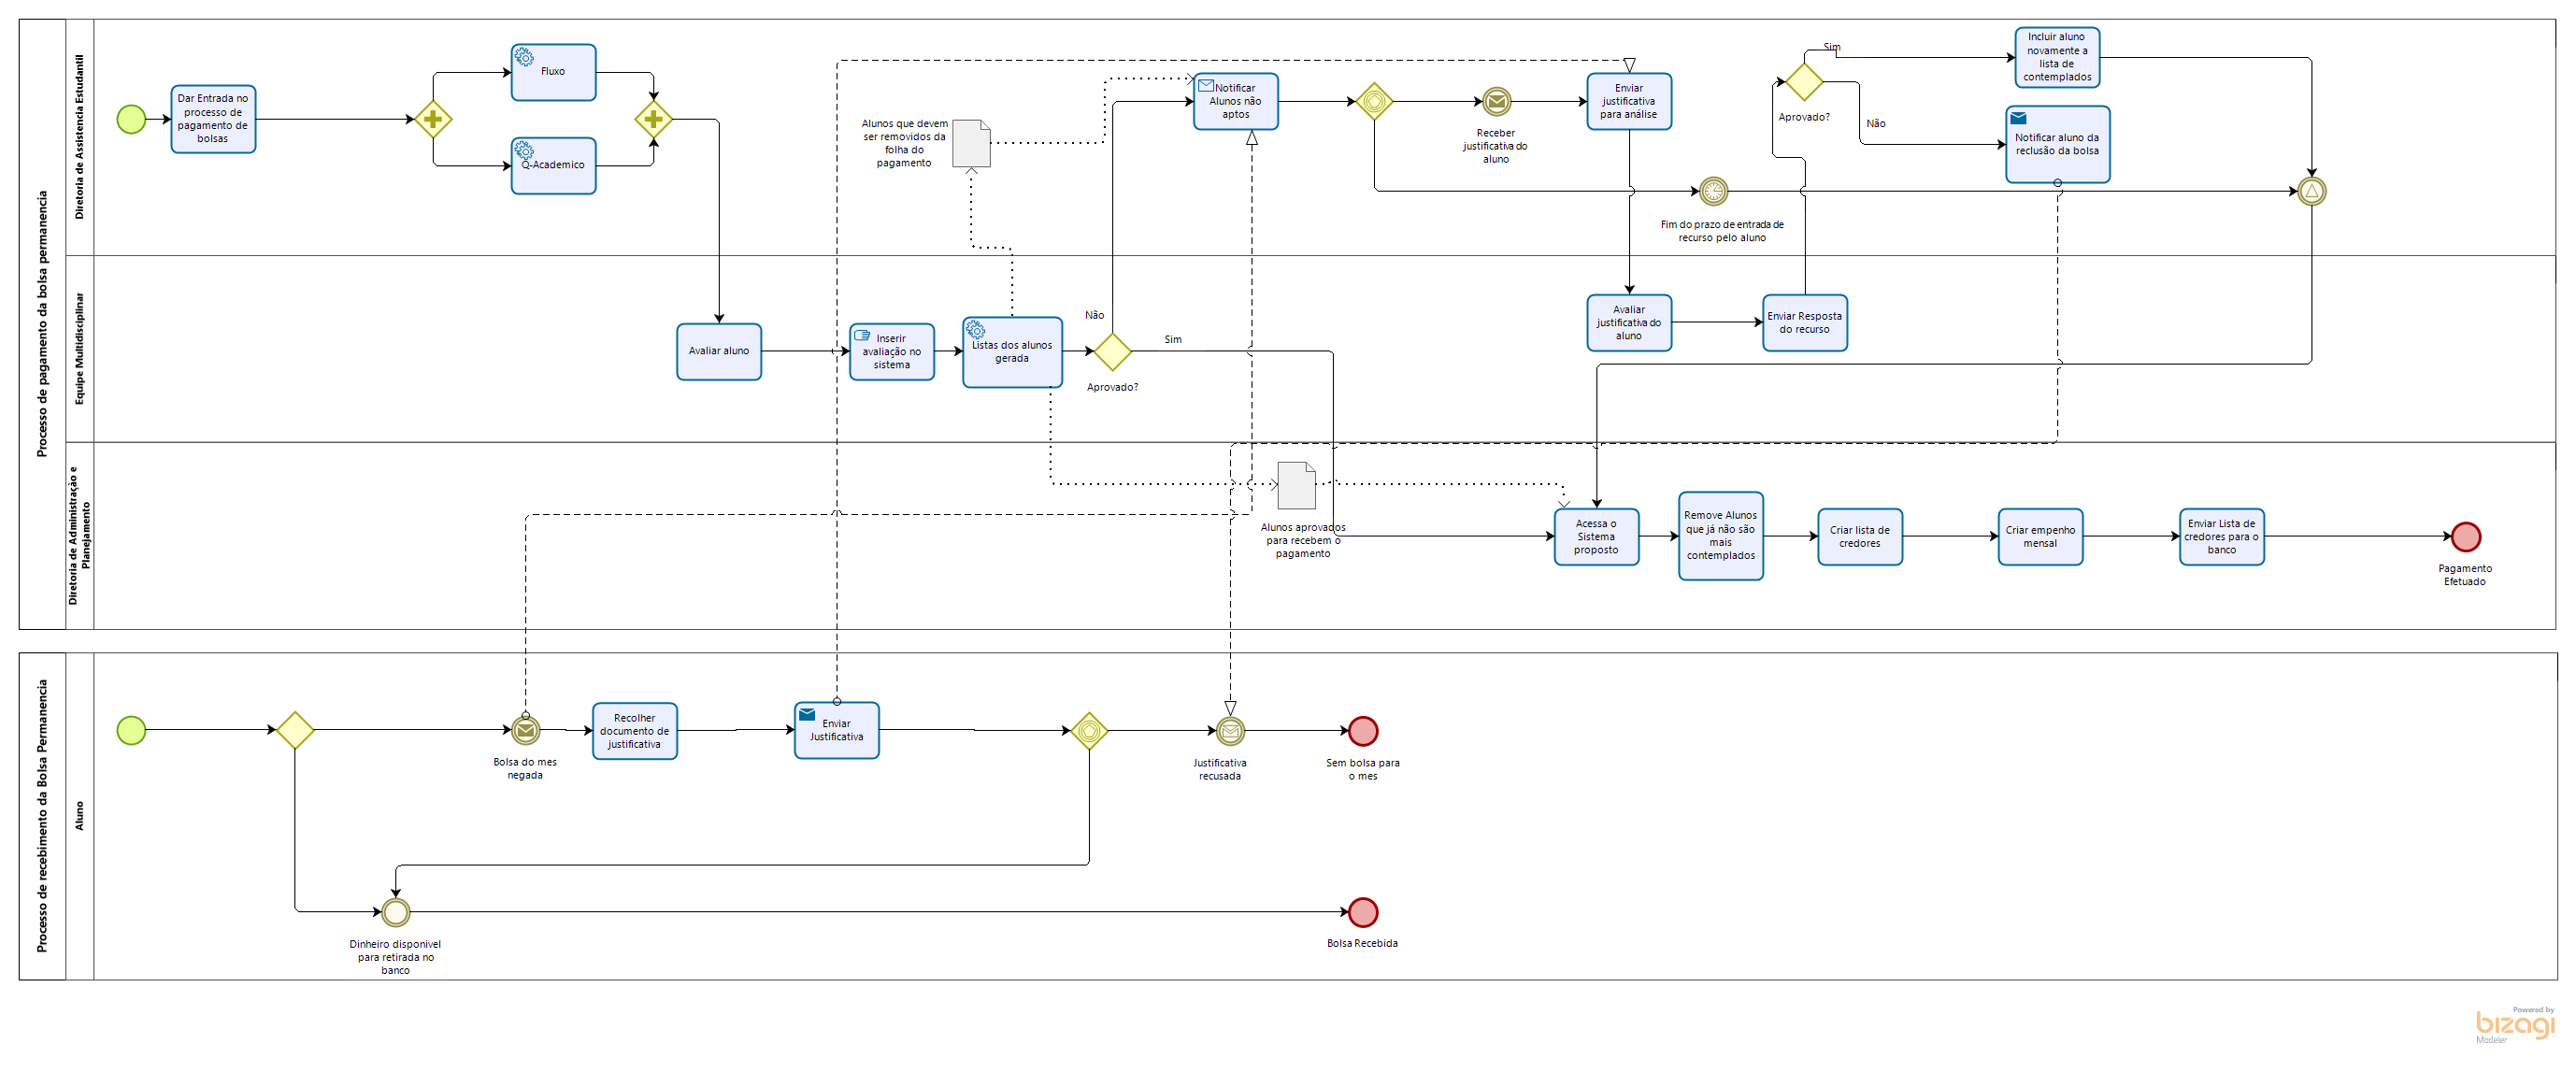 Processo de pagamento da bolsa permanencia
Diretoria de Assistencia Estudantil
Dar Entrada no
processo de
pagamento de
bolsas
Fluxo
Q-Academico
Alunos que devem
ser removidos da
folha do
pagamento
Notificar
Alunos não
aptos
Receber
justificativa do
aluno
Enviar
justificativa
para análise
Fim do prazo de entrada de
recurso pelo aluno
Aprovado?
Sim
Não
Incluir aluno
novamente a
lista de
contemplados
Notificar aluno da
reclusão da bolsa
Equipe Multidisciplinar
Avaliar aluno
Inserir
avaliação no
sistema
Listas dos alunos
gerada
Não
Sim
Aprovado?
Avaliar
justificativa do
aluno
Enviar Resposta
do recurso
Diretoria de Administração e
Planejamento
Alunos aprovados
para recebem o
pagamento
Acessa o
Sistema
proposto
Remove Alunos
que já não são
mais
contemplados
Criar lista de
credores
Criar empenho
mensal
Enviar Lista de
credores para o
banco
Pagamento
Efetuado
Processo de recebimento da Bolsa Permanencia
Aluno
Bolsa do mes
negada
Recolher
documento de
justificativa
Enviar
Justificativa
Justificativa
recusada
Sem bolsa para
o mes
Dinheiro disponivel
para retirada no
banco
Bolsa Recebida
Powered by
bizagi
Modeler